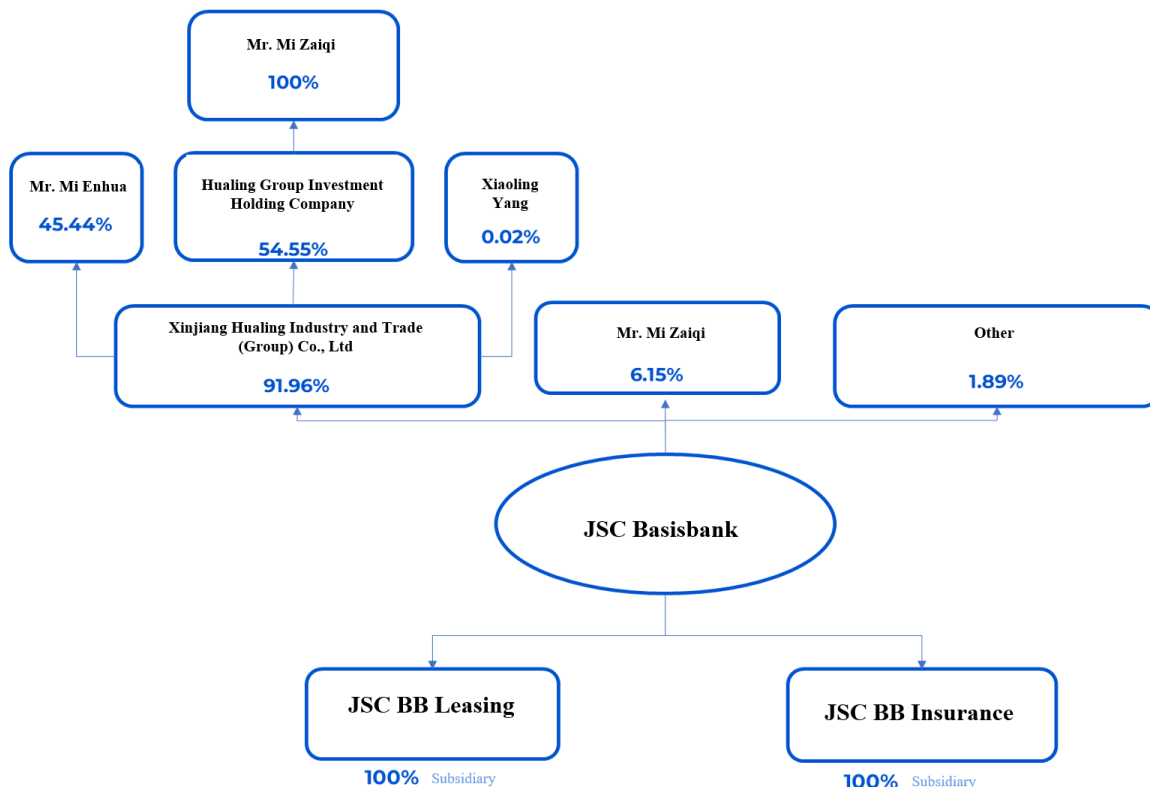 Mr. Mi Zaiqi
100%
Mr. Mi Enhua
45.44%
Hualing Group Investment
Holding Company
54.55%
Xiaoling
Yang
0.02%
Xinjiang Hualing Industry and Trade
(Group) Co., Ltd
91.96%
Mr. Mi Zaiqi
6.15%
Other
1.89%
JSC Basisbank
JSC BB Leasing
100% Subsidiary
JSC BB Insurance
100% Subsidiary